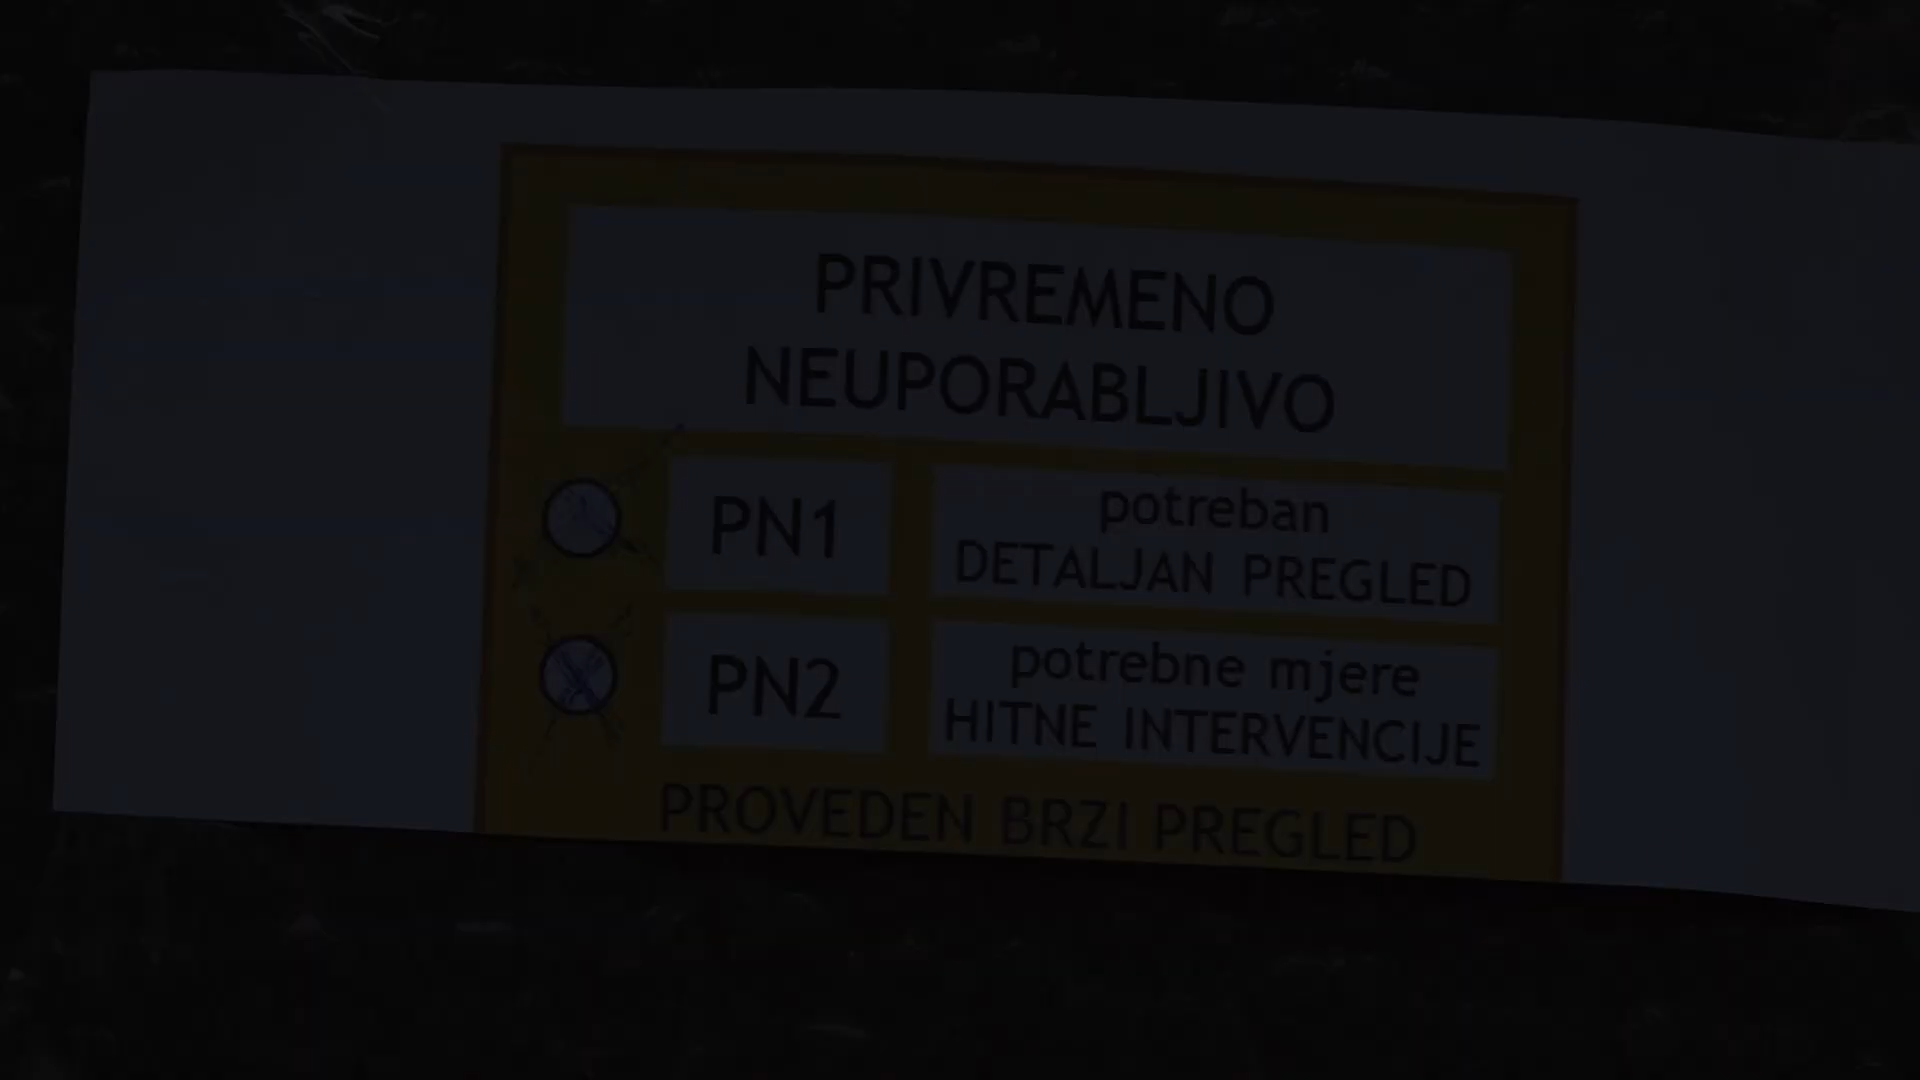 PRIVREMENO
NEUPORABLJIVO
PN1
potreban
DETALJAN PREGLED
PN2
potrebne mjere
HITNE INTERVENCIJE
PROVEDEN BRZI PREGLED